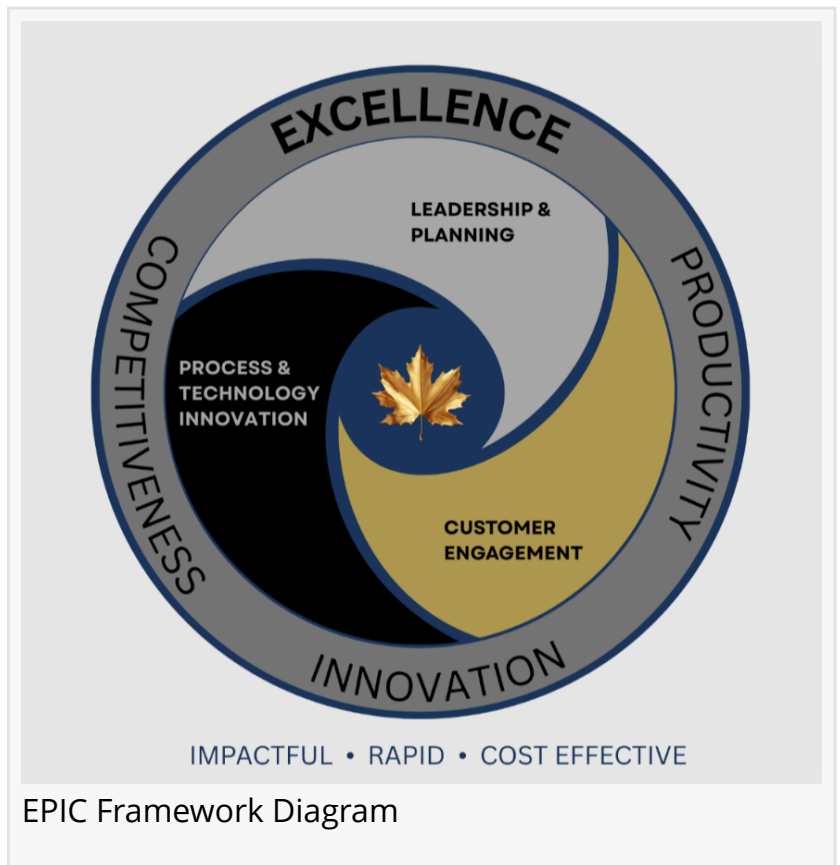 EXCELLENCE
LEADERSHIP &
PLANNING
COMPETITIVENESS
PRODUCTIVITY
PROCESS &
TECHNOLOGY
INNOVATION
CUSTOMER
ENGAGEMENT
INNOVATION
IMPACTFUL • RAPID • COST EFFECTIVE
EPIC Framework Diagram